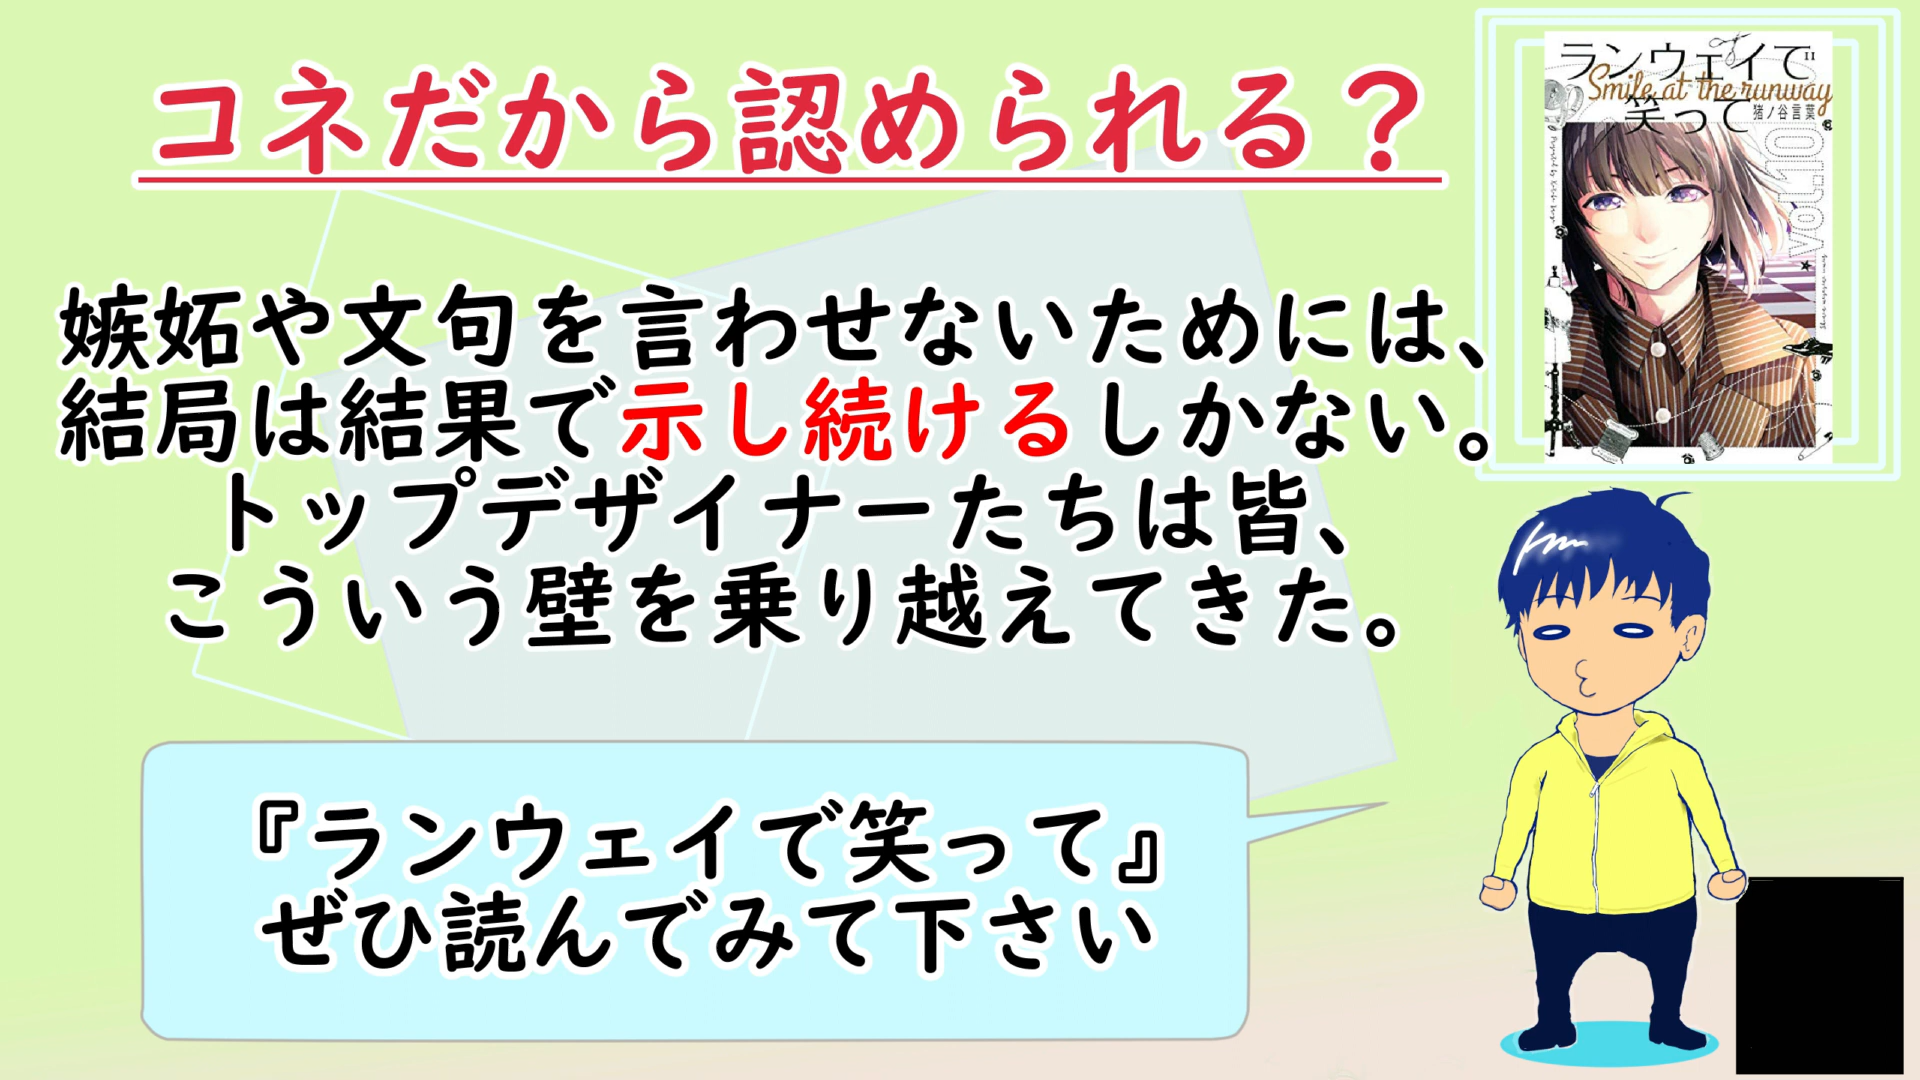 コネだから認められる？
ランウェイで
笑って
Smile at the runway
猪ノ谷言葉
vol.10
嫉妬や文句を言わせないためには、
結局は結果で示し続けるしかない。
トップデザイナーたちは皆、
こういう壁を乗り越えてきた。
『ランウェイで笑って』
ぜひ読んでみて下さい